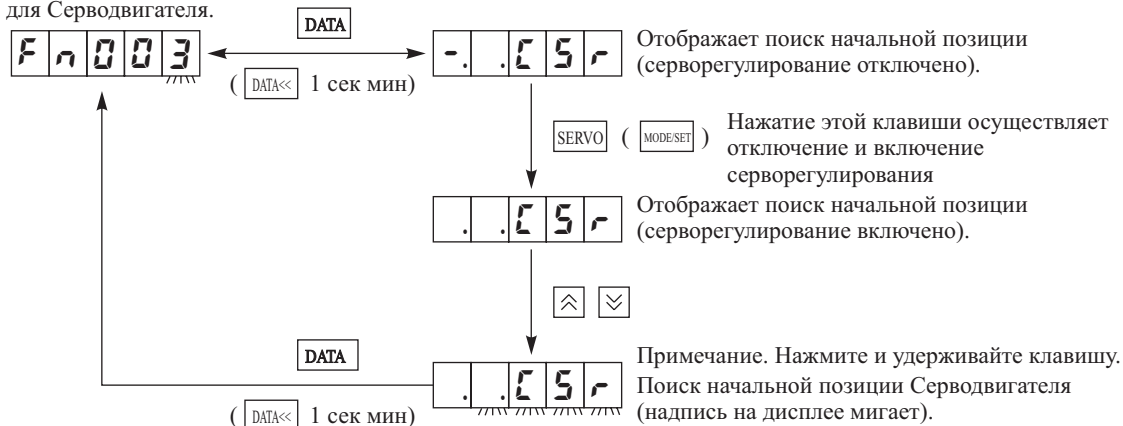 для Серводвигателя.
DATA
Fn003
( DATA<< 1 сек мин)
-. .CSr
Отображает поиск начальной позиции
(серворегулирование отключено).
SERVO ( MODE/SET )
Нажатие этой клавиши осуществляет
отключение и включение
серворегулирования
. .CSr
Отображает поиск начальной позиции
(серворегулирование включено).
DATA
( DATA<< 1 сек мин)
. .CSr
Примечание. Нажмите и удерживайте клавишу.
Поиск начальной позиции Серводвигателя
(надпись на дисплее мигает).